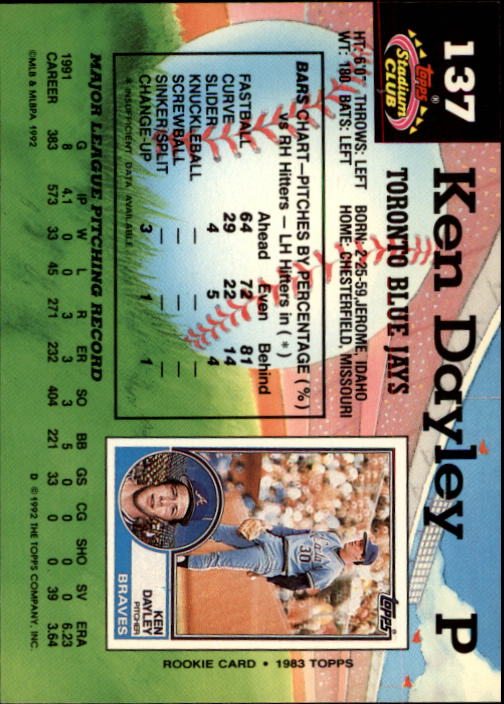 137
Topps
®
Stadium
CLUB
Ken Dayley P
TORONTO BLUE JAYS
HT: 6'0" THROWS: LEFT BORN: 2-25-59, JEROME, IDAHO
WT: 180 BATS: LEFT HOME: CHESTERFIELD, MISSOURI
BARS CHART—PITCHES BY PERCENTAGE (%)
vs RH Hitters — LH Hitters in (*)
Ahead Even Behind
FASTBALL 64 72 81
CURVE 29 22 14
SLIDER 4 5 4
KNUCKLEBALL — — —
SCREWBALL — — —
SINKER/SPLIT — — —
CHANGE-UP 3 1 1
* INSUFFICIENT DATA AVAILABLE
topps
30
KEN
DAYLEY
PITCHER
BRAVES
ROOKIE CARD • 1983 TOPPS
MAJOR LEAGUE PITCHING RECORD
G IP W L R ER SO BB GS CG SHO SV ERA
1991 8 4.1 0 0 3 3 3 5 0 0 0 0 6.23
CAREER 383 573 33 45 271 232 404 221 33 0 0 39 3.64
©MLB & MLBPA 1992
D ©1992 THE TOPPS COMPANY, INC.